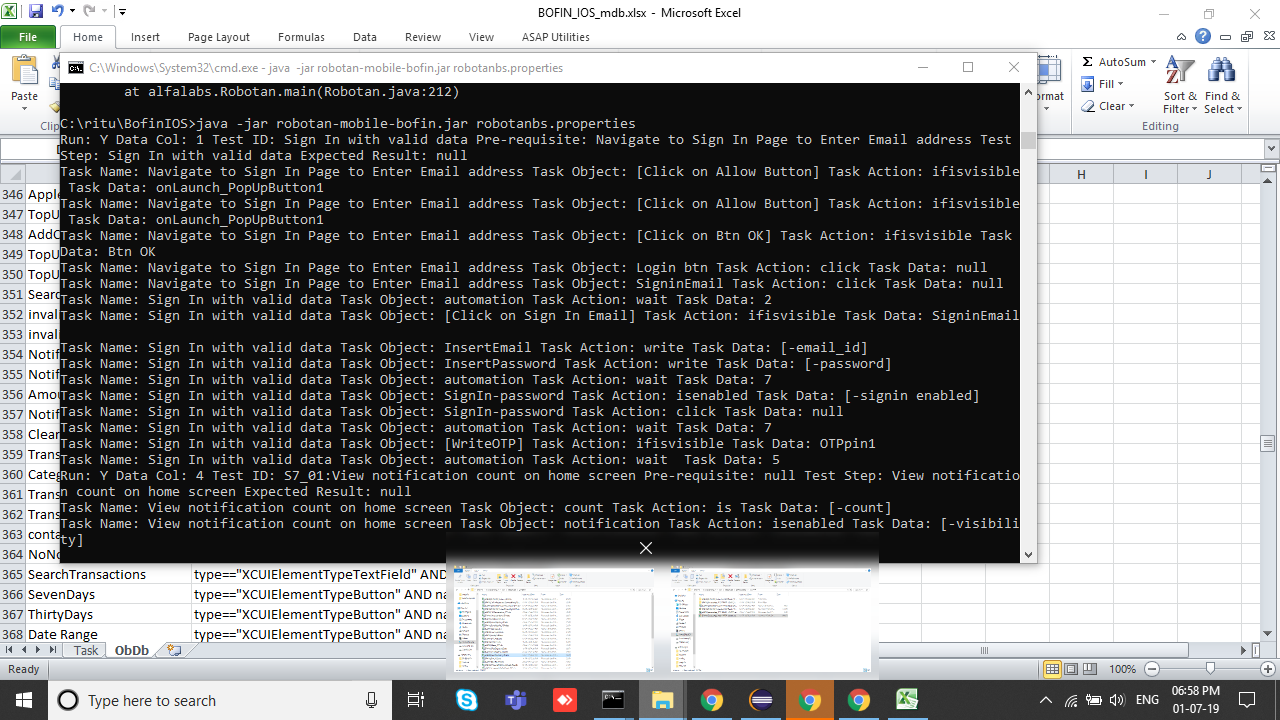 BOFIN_IOS_mdb.xlsx - Microsoft Excel
File Home Insert Page Layout Formulas Data Review View ASAP Utilities
C:\Windows\System32\cmd.exe - java -jar robotan-mobile-bofin.jar robotanbs.properties
Paste
AutoSum
Fill
Clear
Sort & Filter
Find & Select
Editing
at alfalabs.Robotan.main(Robotan.java:212)
C:\ritu\BofinIOS>java -jar robotan-mobile-bofin.jar robotanbs.properties
Run: Y Data Col: 1 Test ID: Sign In with valid data Pre-requisite: Navigate to Sign In Page to Enter Email address Test
Step: Sign In with valid data Expected Result: null
Task Name: Navigate to Sign In Page to Enter Email address Task Object: [Click on Allow Button] Task Action: ifisvisible
Task Data: onLaunch_PopUpButton1
Task Name: Navigate to Sign In Page to Enter Email address Task Object: [Click on Allow Button] Task Action: ifisvisible
Task Data: onLaunch_PopUpButton1
Task Name: Navigate to Sign In Page to Enter Email address Task Object: [Click on Btn OK] Task Action: ifisvisible Task
Data: Btn OK
Task Name: Navigate to Sign In Page to Enter Email address Task Object: Login btn Task Action: click Task Data: null
Task Name: Navigate to Sign In Page to Enter Email address Task Object: SigninEmail Task Action: click Task Data: null
Task Name: Sign In with valid data Task Object: automation Task Action: wait Task Data: 2
Task Name: Sign In with valid data Task Object: [Click on Sign In Email] Task Action: ifisvisible Task Data: SigninEmail
Task Name: Sign In with valid data Task Object: InsertEmail Task Action: write Task Data: [-email_id]
Task Name: Sign In with valid data Task Object: InsertPassword Task Action: write Task Data: [-password]
Task Name: Sign In with valid data Task Object: automation Task Action: wait Task Data: 7
Task Name: Sign In with valid data Task Object: SignIn-password Task Action: isenabled Task Data: [-signin enabled]
Task Name: Sign In with valid data Task Object: SignIn-password Task Action: click Task Data: null
Task Name: Sign In with valid data Task Object: automation Task Action: wait Task Data: 7
Task Name: Sign In with valid data Task Object: [WriteOTP] Task Action: ifisvisible Task Data: OTPpin1
Task Name: Sign In with valid data Task Object: automation Task Action: wait  Task Data: 5
Run: Y Data Col: 4 Test ID: S7_01:View notification count on home screen Pre-requisite: null Test Step: View notificatio
n count on home screen Expected Result: null
Task Name: View notification count on home screen Task Object: count Task Action: is Task Data: [-count]
Task Name: View notification count on home screen Task Object: notification Task Action: isenabled Task Data: [-visibili
ty]
H I J
346 Apple
347 TopU
348 AddC
349 TopU
350 TopU
351 Searc
352 inval
353 inval
354 Notif
355 Notif
356 Amou
357 Notif
358 Clear
359 Trans
360 Categ
361 Trans
362 Trans
363 conta
364 NoNo
365 SearchTransactions type=="XCUIElementTypeTextField" AND
366 SevenDays type=="XCUIElementTypeButton" AND na
367 ThirtyDays type=="XCUIElementTypeButton" AND na
368 Date Range type=="XCUIElementTypeButton" AND na
Task ObDb
Ready 100%
Type here to search
ENG 06:58 PM
01-07-19